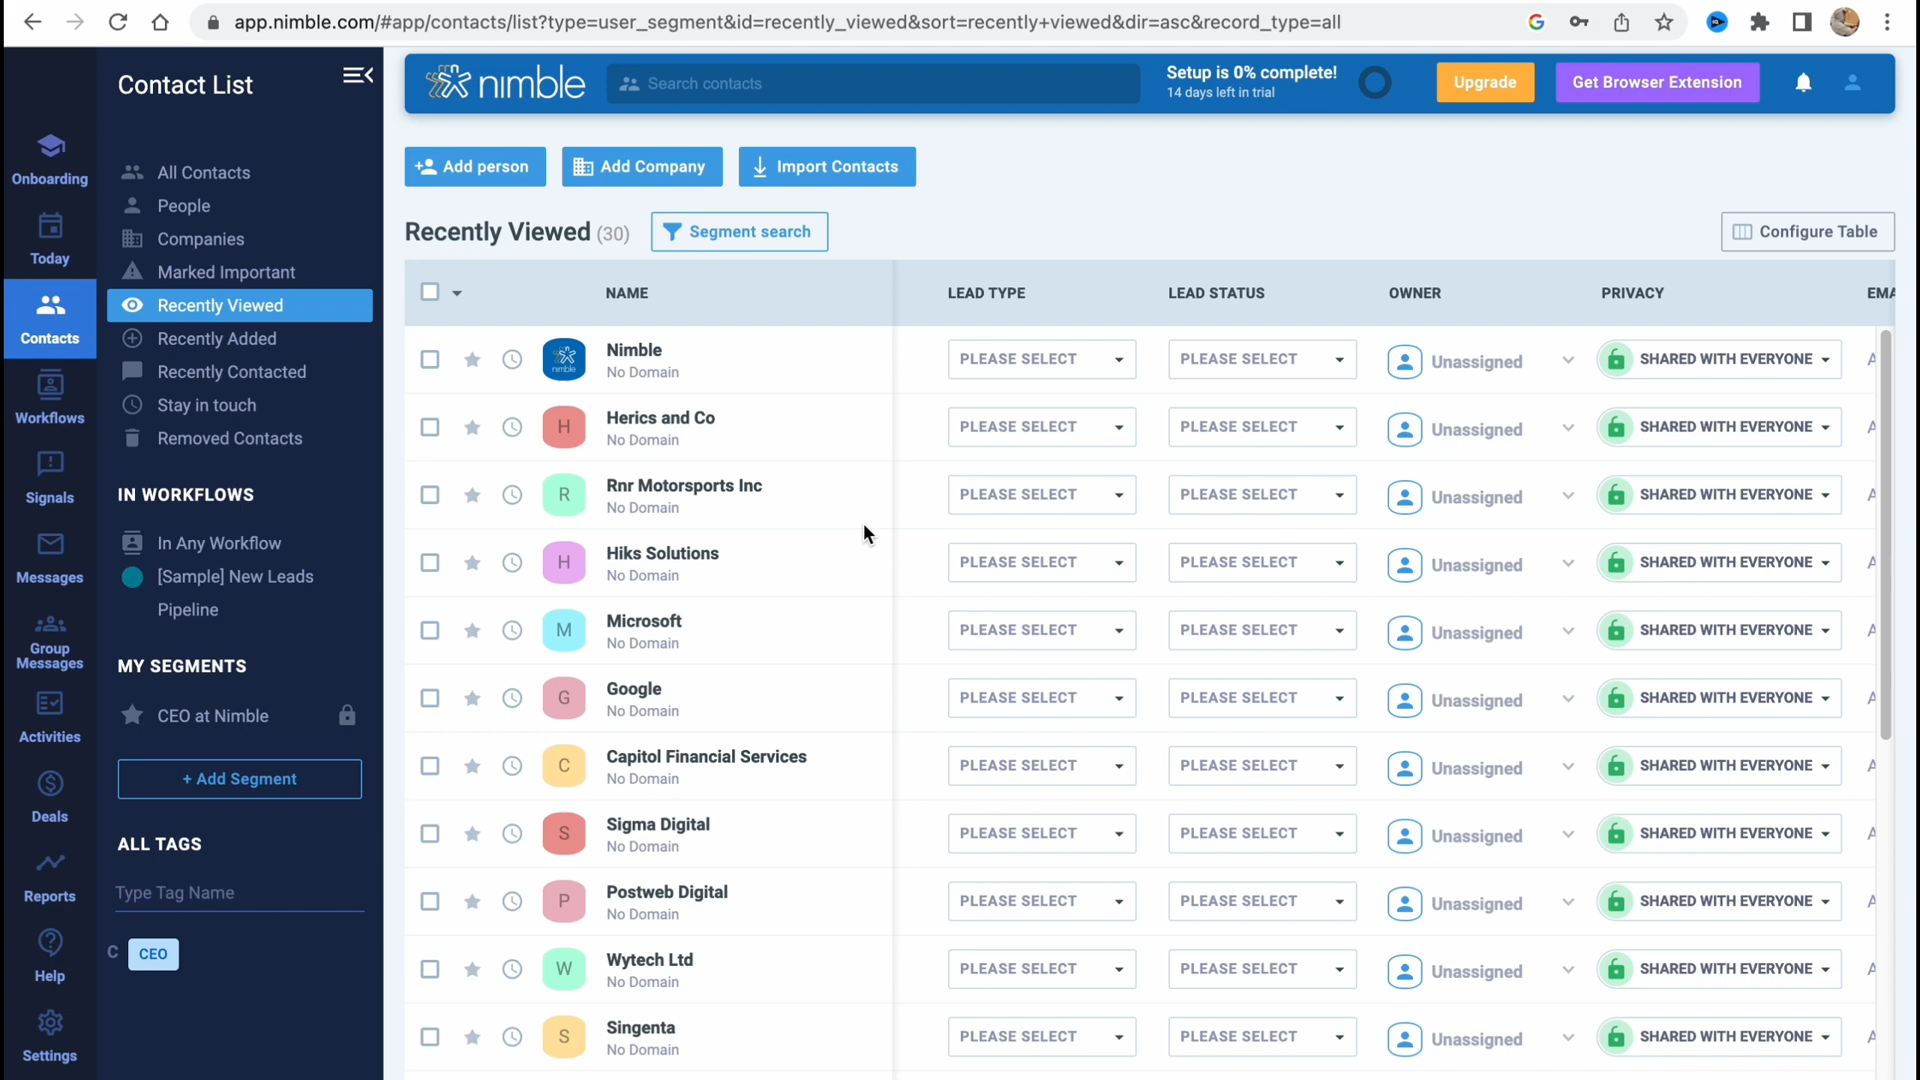 app.nimble.com/#app/contacts/list?type=user_segment&id=recently_viewed&sort=recently+viewed&dir=asc&record_type=all
Contact List
All Contacts
People
Companies
Marked Important
Recently Viewed
Recently Added
Recently Contacted
Stay in touch
Removed Contacts
IN WORKFLOWS
In Any Workflow
[Sample] New Leads
Pipeline
MY SEGMENTS
CEO at Nimble
+ Add Segment
ALL TAGS
Type Tag Name
C CEO
Onboarding
Today
Contacts
Workflows
Signals
Messages
Group
Messages
Activities
Deals
Reports
Help
Settings
nimble
Search contacts
Setup is 0% complete!
14 days left in trial
Upgrade
Get Browser Extension
Add person
Add Company
Import Contacts
Recently Viewed (30)
Segment search
Configure Table
NAME LEAD TYPE LEAD STATUS OWNER PRIVACY EMA
nimble
Nimble
No Domain
PLEASE SELECT PLEASE SELECT Unassigned SHARED WITH EVERYONE A
H
Herics and Co
No Domain
PLEASE SELECT PLEASE SELECT Unassigned SHARED WITH EVERYONE A
R
Rnr Motorsports Inc
No Domain
PLEASE SELECT PLEASE SELECT Unassigned SHARED WITH EVERYONE A
H
Hiks Solutions
No Domain
PLEASE SELECT PLEASE SELECT Unassigned SHARED WITH EVERYONE A
M
Microsoft
No Domain
PLEASE SELECT PLEASE SELECT Unassigned SHARED WITH EVERYONE A
G
Google
No Domain
PLEASE SELECT PLEASE SELECT Unassigned SHARED WITH EVERYONE A
C
Capitol Financial Services
No Domain
PLEASE SELECT PLEASE SELECT Unassigned SHARED WITH EVERYONE A
S
Sigma Digital
No Domain
PLEASE SELECT PLEASE SELECT Unassigned SHARED WITH EVERYONE A
P
Postweb Digital
No Domain
PLEASE SELECT PLEASE SELECT Unassigned SHARED WITH EVERYONE A
W
Wytech Ltd
No Domain
PLEASE SELECT PLEASE SELECT Unassigned SHARED WITH EVERYONE A
S
Singenta
No Domain
PLEASE SELECT PLEASE SELECT Unassigned SHARED WITH EVERYONE A